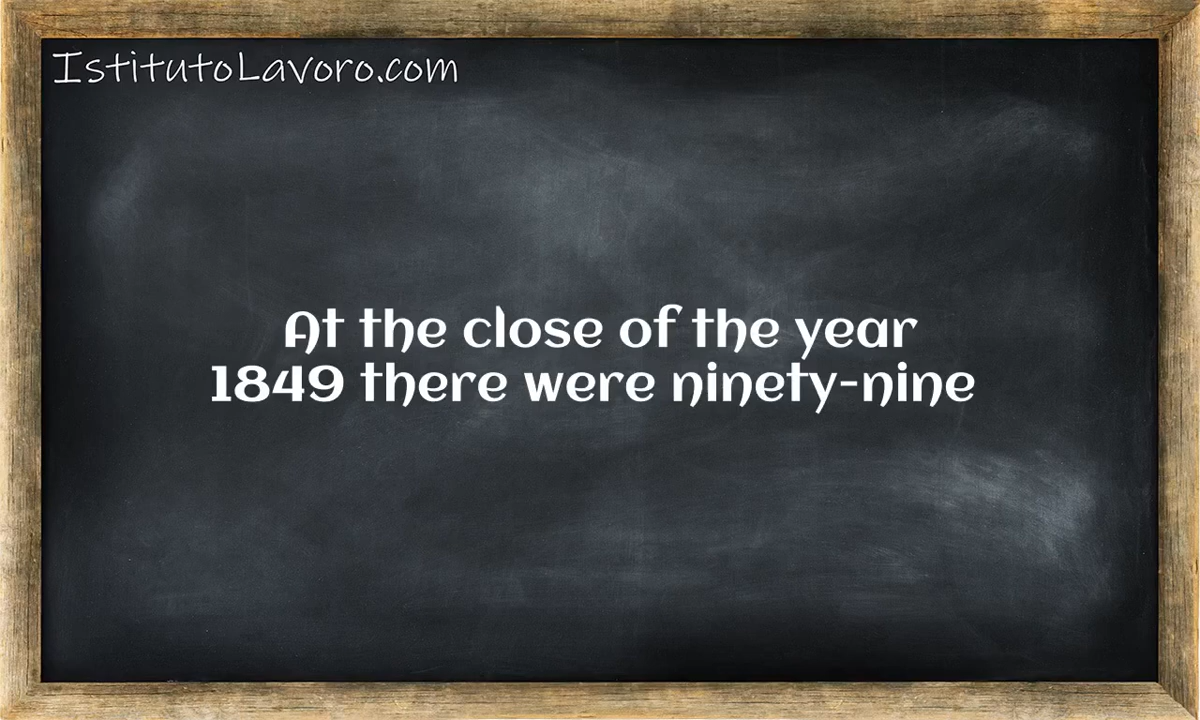 IstitutoLavoro.com
At the close of the year
1849 there were ninety-nine